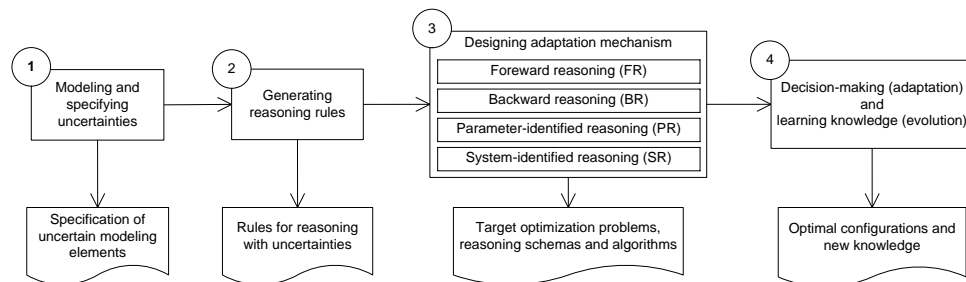 1
Modeling and
specifying
uncertainties
2
Generating
reasoning rules
3
Designing adaptation mechanism
Foreward reasoning (FR)
Backward reasoning (BR)
Parameter-identified reasoning (PR)
System-identified reasoning (SR)
4
Decision-making (adaptation)
and
learning knowledge (evolution)
Specification of
uncertain modeling
elements
Rules for reasoning
with uncertainties
Target optimization problems,
reasoning schemas and algorithms
Optimal configurations and
new knowledge